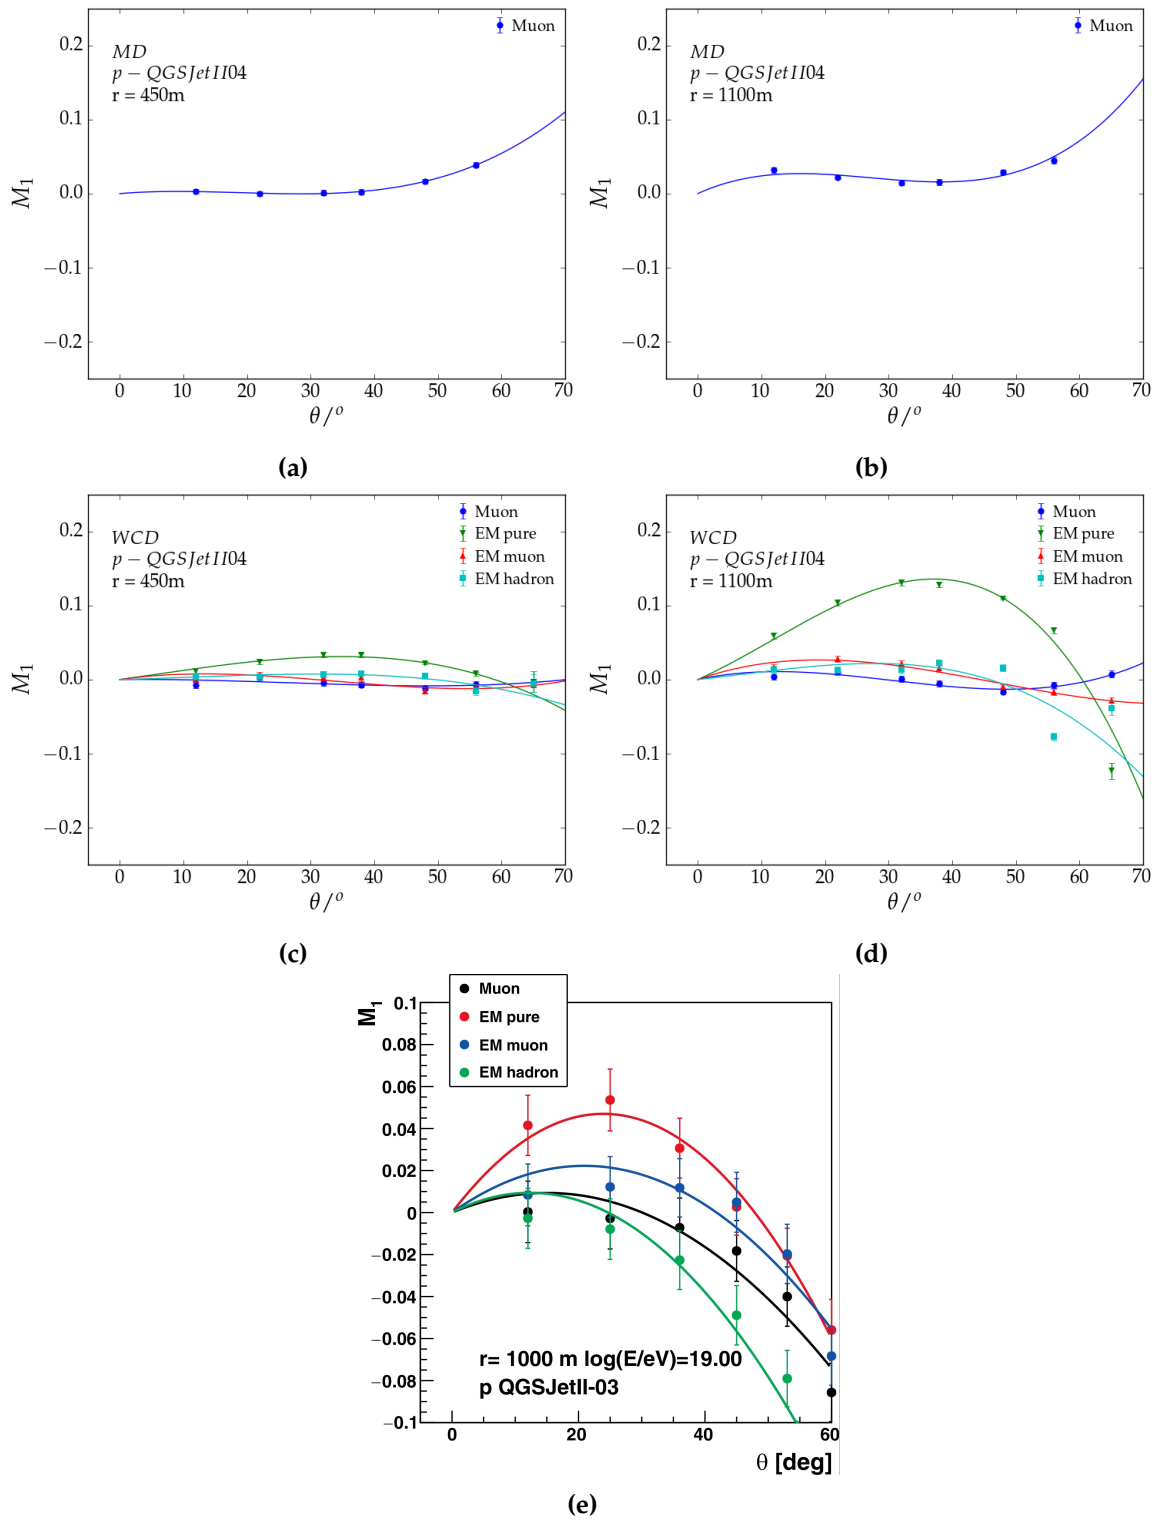 Muon
MD
p − QGSJetII04
r = 450m
0.2
0.1
0.0
−0.1
−0.2
M1
0 10 20 30 40 50 60 70
θ/°
(a)
Muon
MD
p − QGSJetII04
r = 1100m
0.2
0.1
0.0
−0.1
−0.2
M1
0 10 20 30 40 50 60 70
θ/°
(b)
Muon
EM pure
EM muon
EM hadron
WCD
p − QGSJetII04
r = 450m
0.2
0.1
0.0
−0.1
−0.2
M1
0 10 20 30 40 50 60 70
θ/°
(c)
Muon
EM pure
EM muon
EM hadron
WCD
p − QGSJetII04
r = 1100m
0.2
0.1
0.0
−0.1
−0.2
M1
0 10 20 30 40 50 60 70
θ/°
(d)
Muon
EM pure
EM muon
EM hadron
M1
0.1
0.08
0.06
0.04
0.02
0
−0.02
−0.04
−0.06
−0.08
−0.1
r= 1000 m log(E/eV)=19.00
p QGSJetII-03
0 20 40 60
θ [deg]
(e)